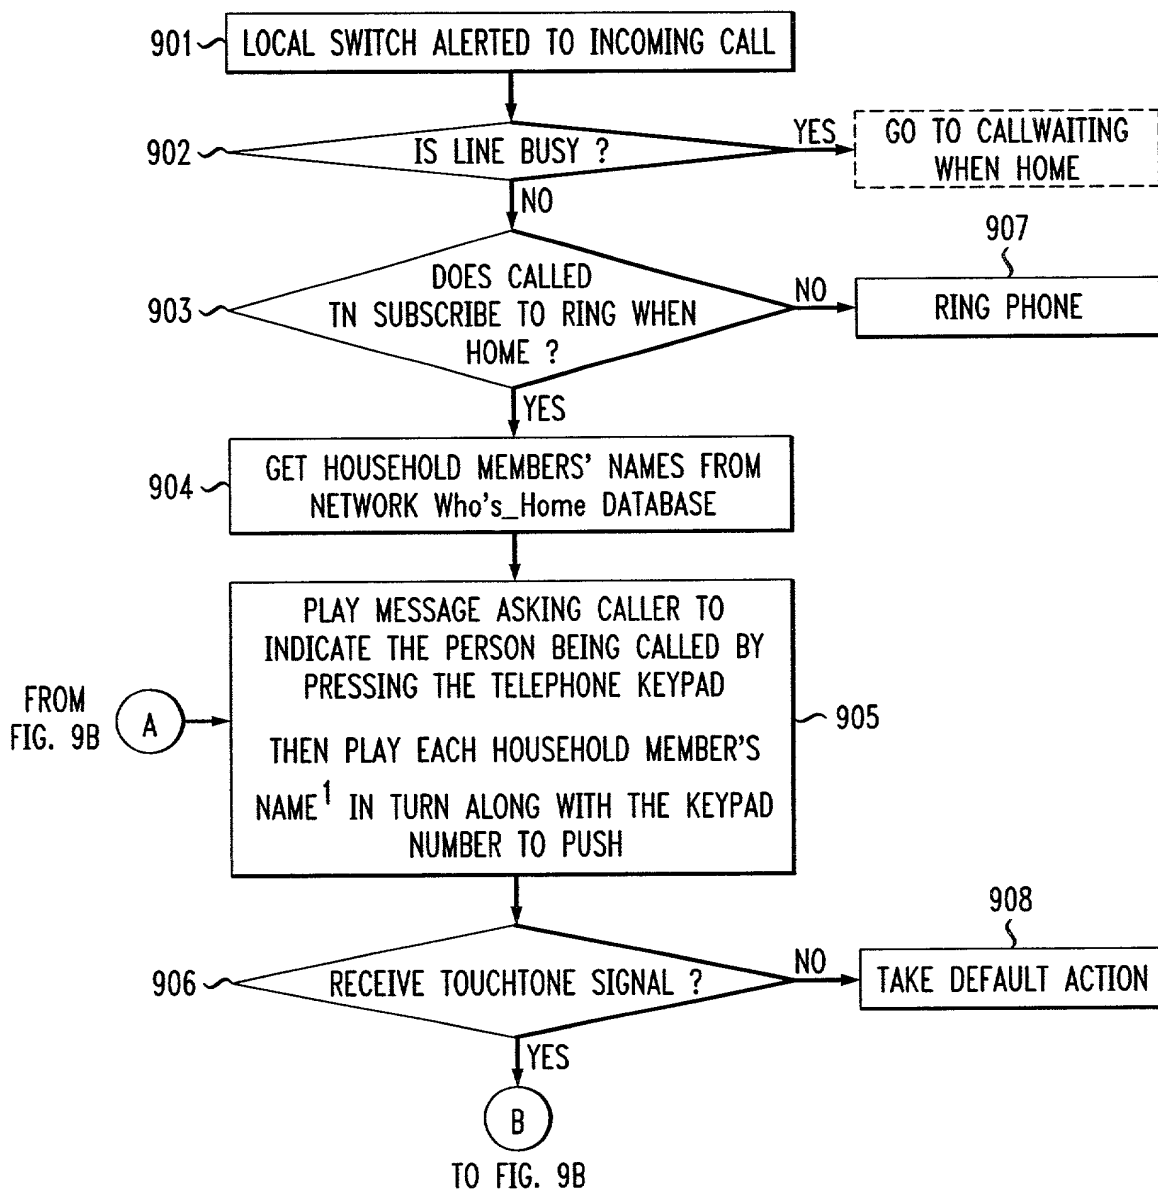 901
LOCAL SWITCH ALERTED TO INCOMING CALL
902
IS LINE BUSY ?
YES
GO TO CALLWAITING
WHEN HOME
NO
903
DOES CALLED
TN SUBSCRIBE TO RING WHEN
HOME ?
NO
907
RING PHONE
YES
904
GET HOUSEHOLD MEMBERS' NAMES FROM
NETWORK Who's_Home DATABASE
FROM
FIG. 9B
A
PLAY MESSAGE ASKING CALLER TO
INDICATE THE PERSON BEING CALLED BY
PRESSING THE TELEPHONE KEYPAD
THEN PLAY EACH HOUSEHOLD MEMBER'S
NAME¹ IN TURN ALONG WITH THE KEYPAD
NUMBER TO PUSH
905
906
RECEIVE TOUCHTONE SIGNAL ?
NO
908
TAKE DEFAULT ACTION
YES
B
TO FIG. 9B